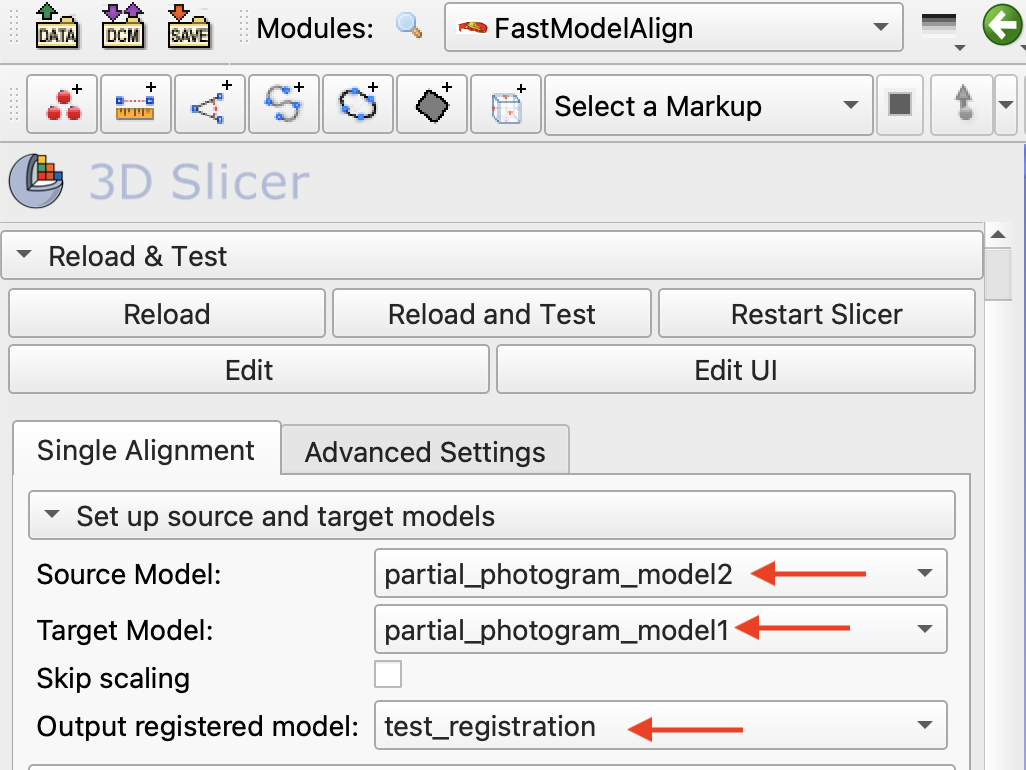 DATA DCM SAVE Modules: FastModelAlign
Select a Markup
3D Slicer
Reload & Test
Reload Reload and Test Restart Slicer
Edit Edit UI
Single Alignment Advanced Settings
Set up source and target models
Source Model: partial_photogram_model2
Target Model: partial_photogram_model1
Skip scaling
Output registered model: test_registration